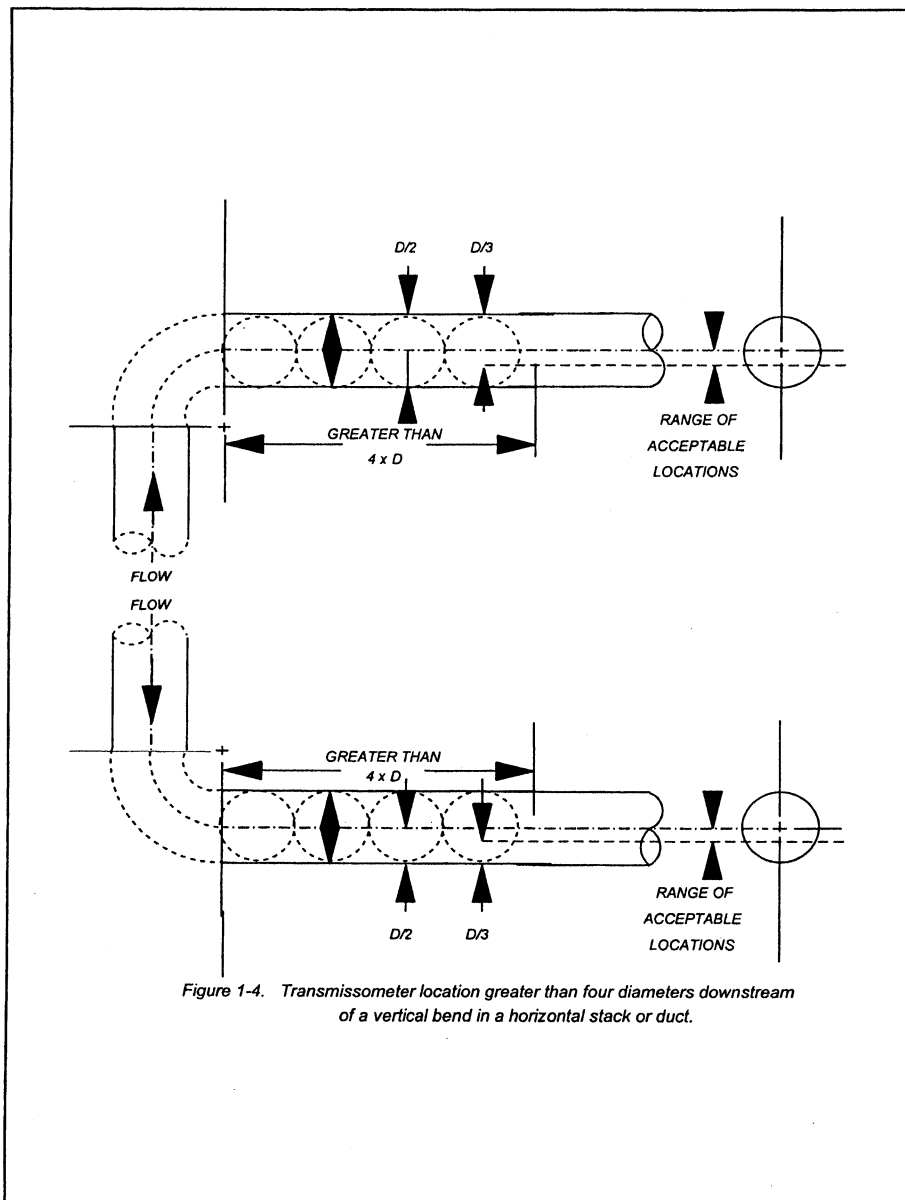 D/2 D/3
GREATER THAN
4 x D
RANGE OF
ACCEPTABLE
LOCATIONS
FLOW
FLOW
GREATER THAN
4 x D
RANGE OF
ACCEPTABLE
LOCATIONS
D/2 D/3
Figure 1-4. Transmissometer location greater than four diameters downstream
of a vertical bend in a horizontal stack or duct.